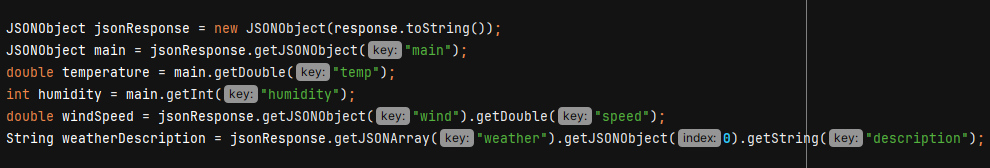 JSONObject jsonResponse = new JSONObject(response.toString());
JSONObject main = jsonResponse.getJSONObject( key: "main");
double temperature = main.getDouble( key: "temp");
int humidity = main.getInt( key: "humidity");
double windSpeed = jsonResponse.getJSONObject( key: "wind").getDouble( key: "speed");
String weatherDescription = jsonResponse.getJSONArray( key: "weather").getJSONObject( index: 0).getString( key: "description");